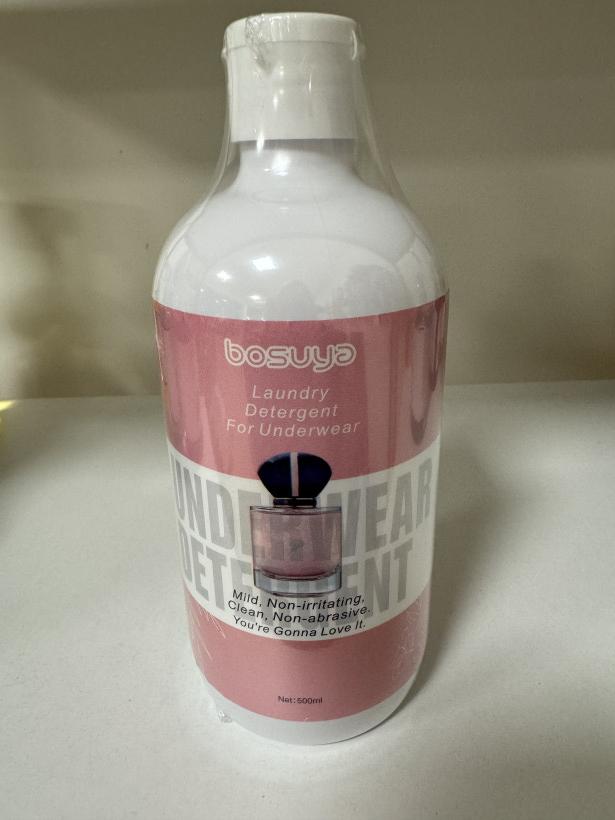 bosuya
Laundry
Detergent
For Underwear
UNDERWEAR
DETERGENT
Mild, Non-irritating,
Clean, Non-abrasive.
You're Gonna Love It.
Net:500ml